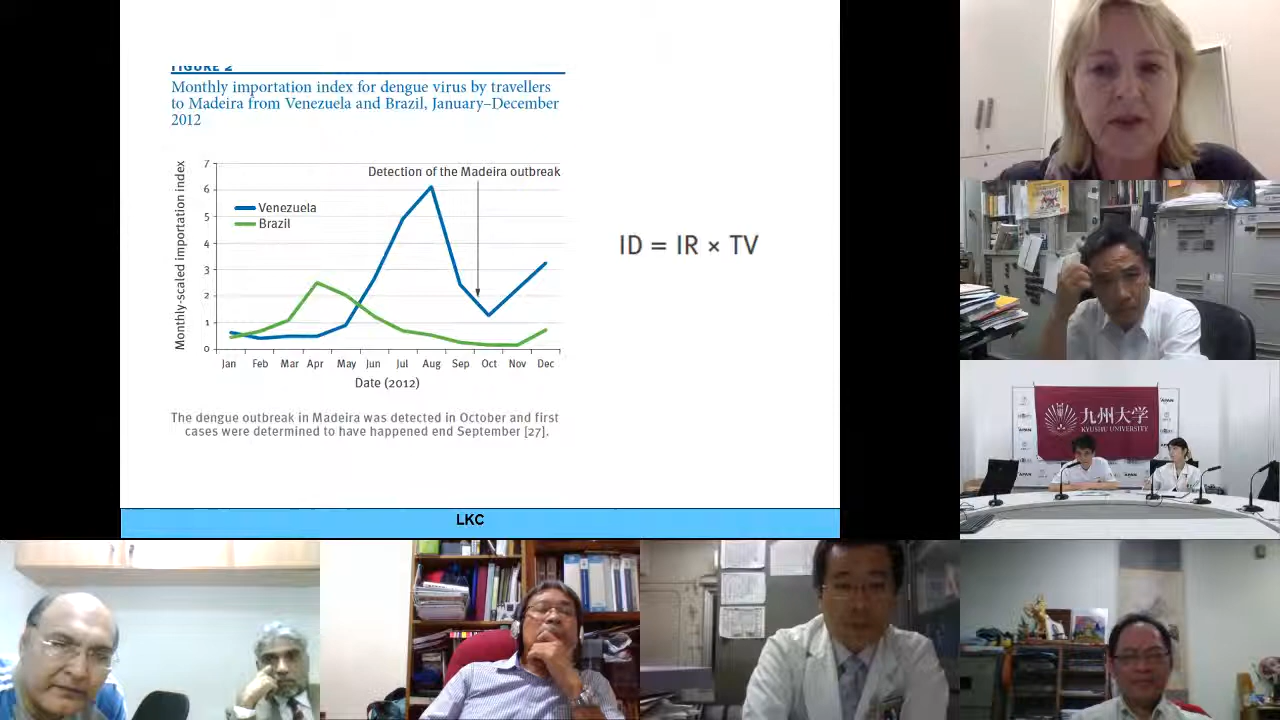 FIGURE 2
Monthly importation index for dengue virus by travellers
to Madeira from Venezuela and Brazil, January–December
2012
Monthly-scaled importation index
7
6
5
4
3
2
1
0
Detection of the Madeira outbreak
Venezuela
Brazil
Jan Feb Mar Apr May Jun Jul Aug Sep Oct Nov Dec
Date (2012)
The dengue outbreak in Madeira was detected in October and first
cases were determined to have happened end September [27].
ID = IR × TV
LKC
九州大学
KYUSHU UNIVERSITY